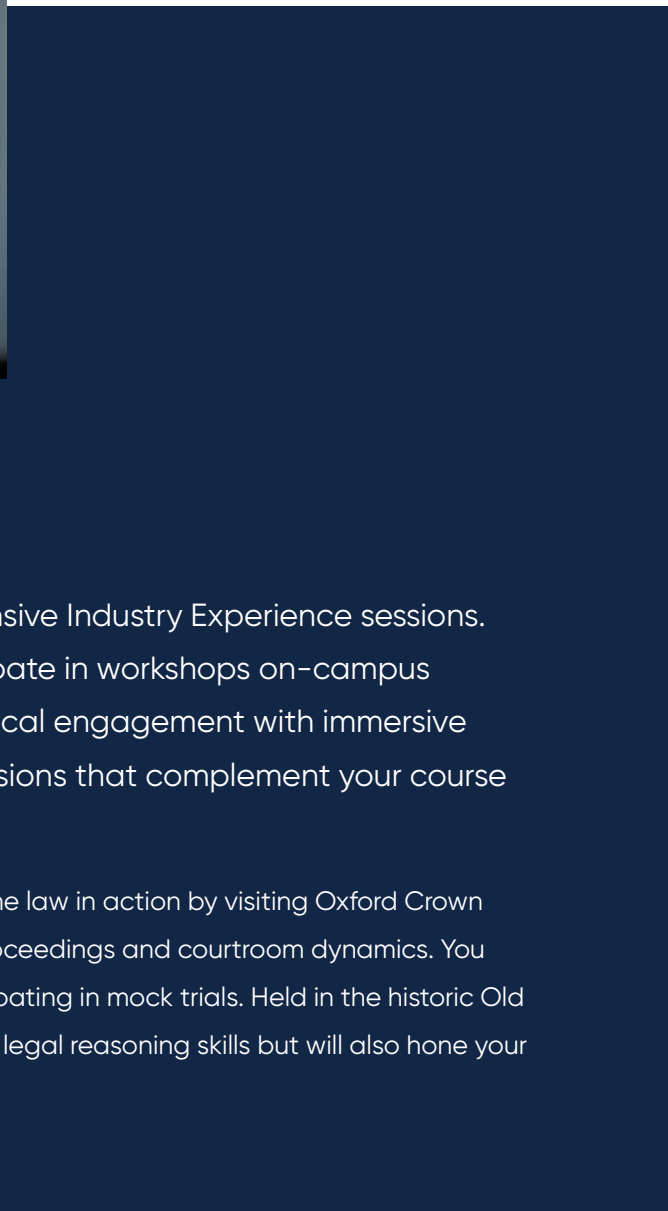 nsive Industry Experience sessions.
pate in workshops on-campus
ical engagement with immersive
sions that complement your course
he law in action by visiting Oxford Crown
oceedings and courtroom dynamics. You
pating in mock trials. Held in the historic Old
legal reasoning skills but will also hone your